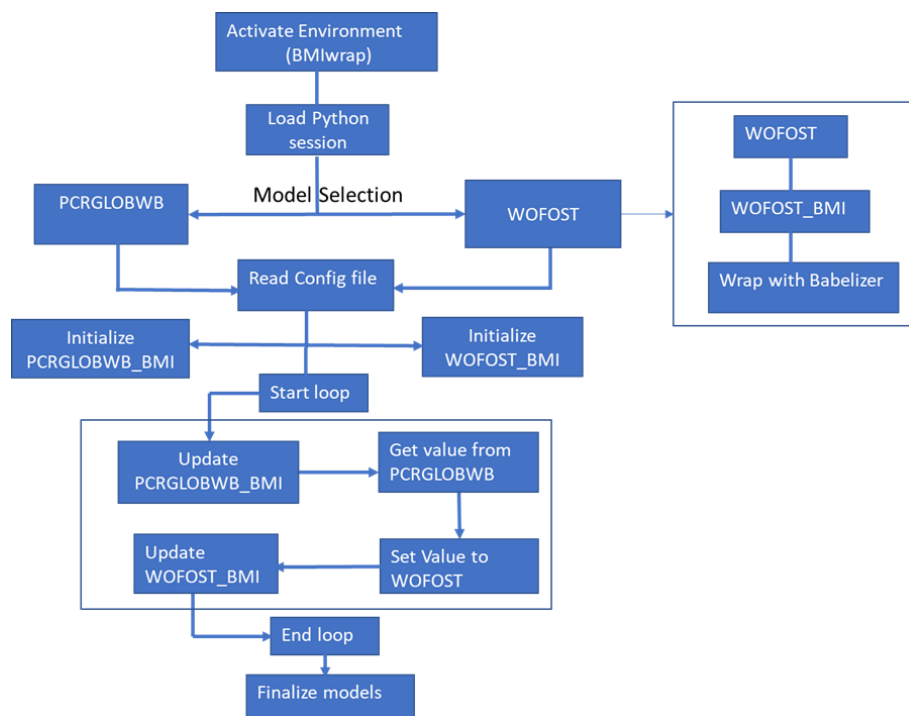 Activate Environment
(BMIwrap)
Load Python
session
Model Selection
PCRGLOBWB
WOFOST
WOFOST
WOFOST_BMI
Wrap with Babelizer
Read Config file
Initialize
PCRGLOBWB_BMI
Initialize
WOFOST_BMI
Start loop
Update
PCRGLOBWB_BMI
Get value from
PCRGLOBWB
Update
WOFOST_BMI
Set Value to
WOFOST
End loop
Finalize models